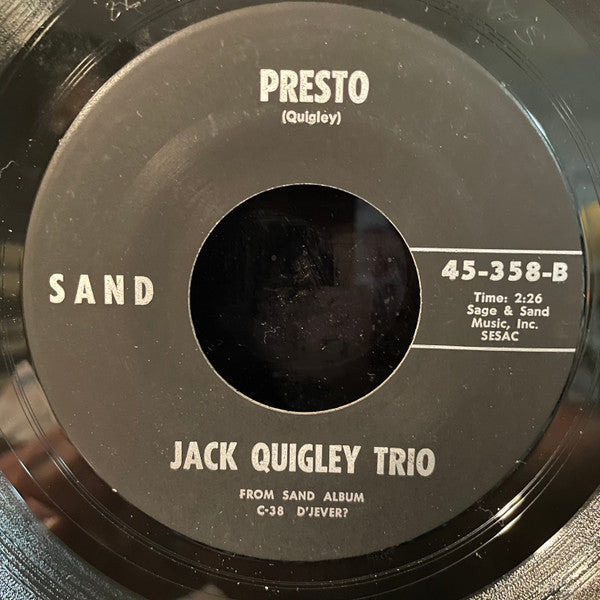 PRESTO
(Quigley)
SAND
45-358-B
Time: 2:26
Sage & Sand
Music, Inc.
SESAC
JACK QUIGLEY TRIO
FROM SAND ALBUM
C-38 D'JEVER?